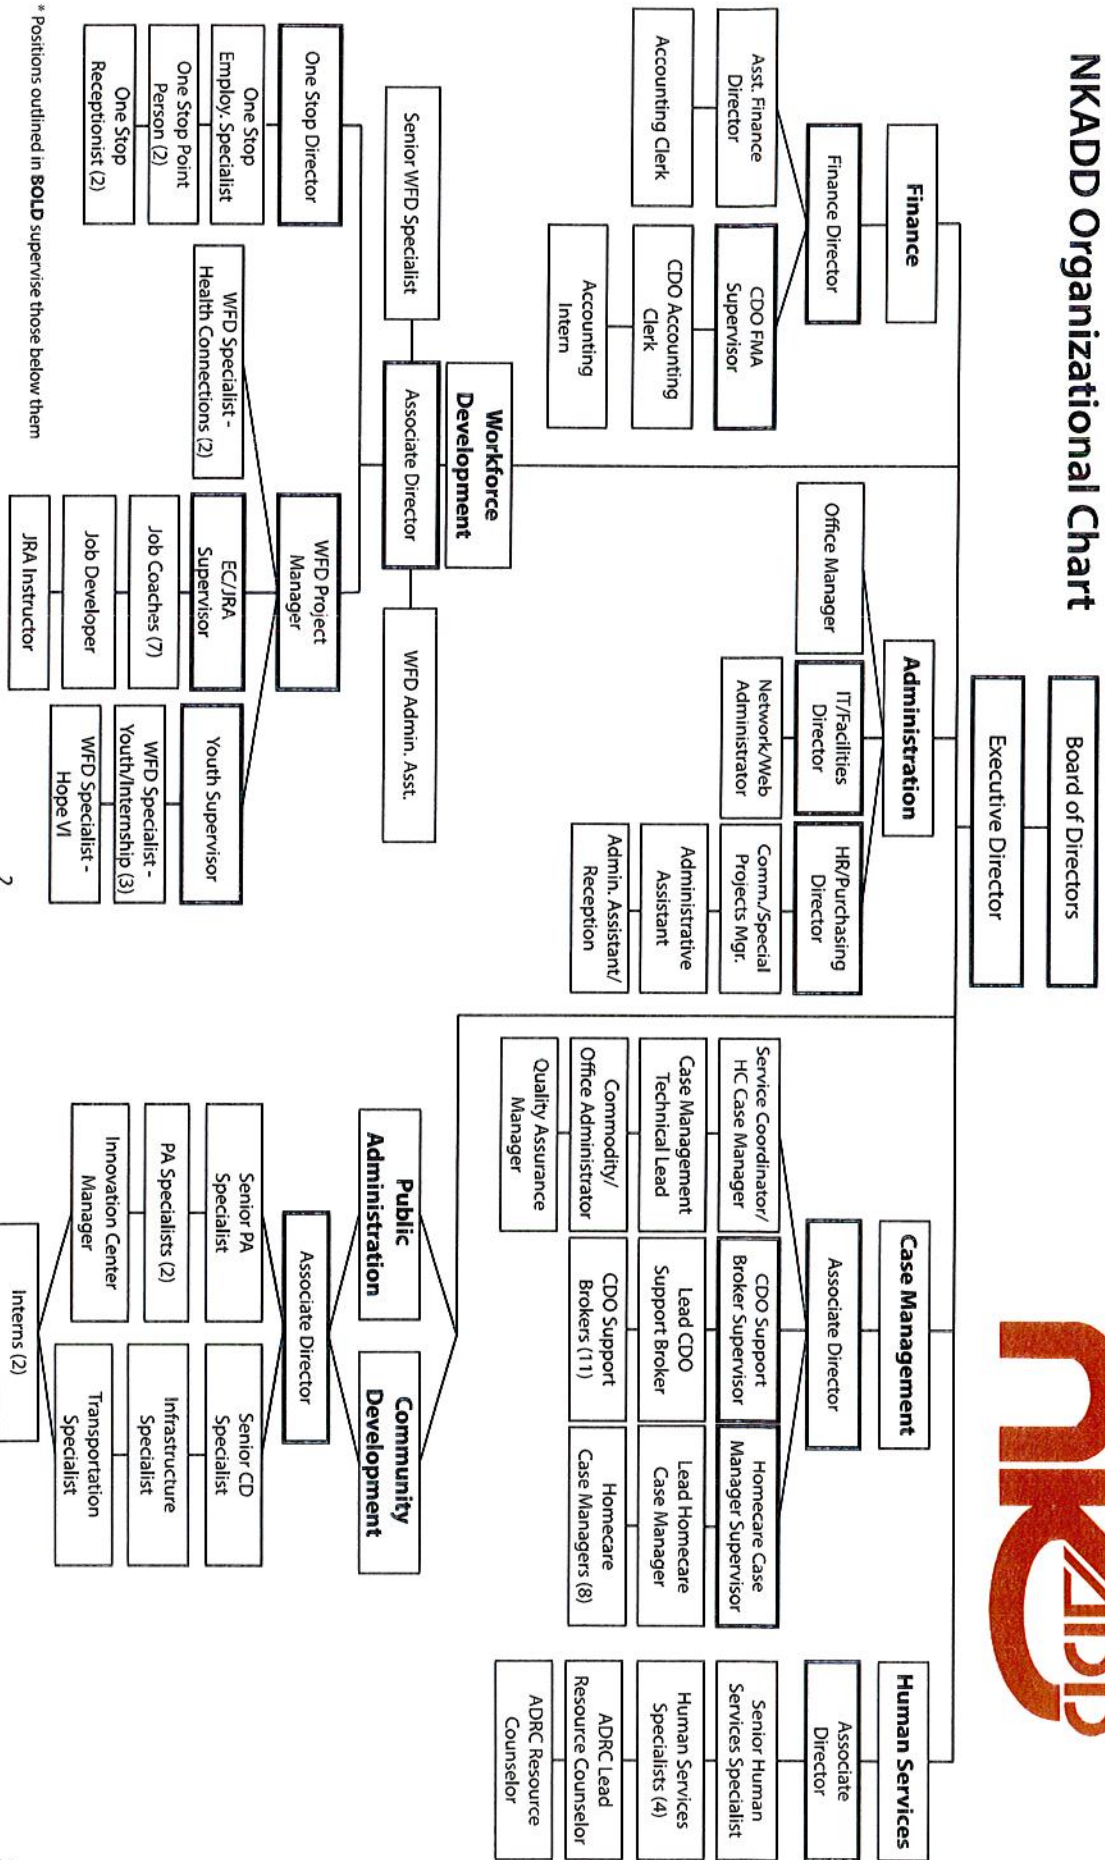 NKADD Organizational Chart
nk
ADD
Board of Directors
Executive Director
Finance
Finance Director
Asst. Finance
Director
Accounting Clerk
CDO FMA
Supervisor
CDO Accounting
Clerk
Accounting
Intern
Administration
Office Manager
IT/Facilities
Director
Network/Web
Administrator
HR/Purchasing
Director
Comm./Special
Projects Mgr.
Administrative
Assistant
Admin. Assistant/
Reception
Case Management
Associate Director
Service Coordinator/
HC Case Manager
Case Management
Technical Lead
Commodity/
Office Administrator
Quality Assurance
Manager
CDO Support
Broker Supervisor
Lead CDO
Support Broker
CDO Support
Brokers (11)
Homecare Case
Manager Supervisor
Lead Homecare
Case Manager
Homecare
Case Managers (8)
Human Services
Associate
Director
Senior Human
Services Specialist
Human Services
Specialists (4)
ADRC Lead
Resource Counselor
ADRC Resource
Counselor
Workforce
Development
Associate Director
Senior WFD Specialist
WFD Admin. Asst.
One Stop Director
One Stop
Employ. Specialist
One Stop Point
Person (2)
One Stop
Receptionist (2)
WFD Project
Manager
WFD Specialist -
Health Connections (2)
EC/JRA
Supervisor
Job Coaches (7)
Job Developer
JRA Instructor
Youth Supervisor
WFD Specialist -
Youth/Internship (3)
WFD Specialist -
Hope VI
Public
Administration
Community
Development
Associate Director
Senior PA
Specialist
PA Specialists (2)
Innovation Center
Manager
Senior CD
Specialist
Infrastructure
Specialist
Transportation
Specialist
Interns (2)
* Positions outlined in BOLD supervise those below them
2